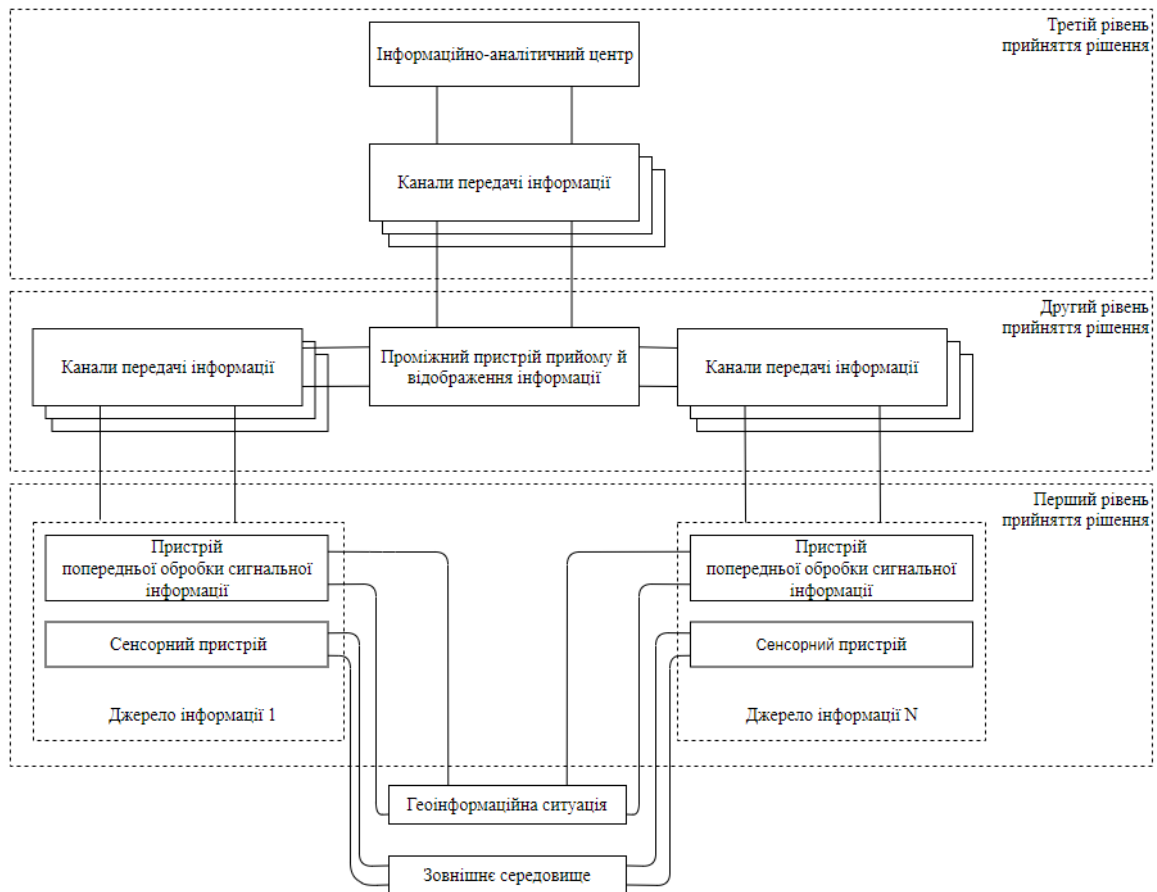 Третій рівень
прийняття рішення
Інформаційно-аналітичний центр
Канали передачі інформації
Другий рівень
прийняття рішення
Канали передачі інформації
Проміжний пристрій прийому й
відображення інформації
Канали передачі інформації
Перший рівень
прийняття рішення
Пристрій
попередньої обробки сигнальної
інформації
Сенсорний пристрій
Джерело інформації 1
Пристрій
попередньої обробки сигнальної
інформації
Сенсорний пристрій
Джерело інформації N
Геоінформаційна ситуація
Зовнішнє середовище